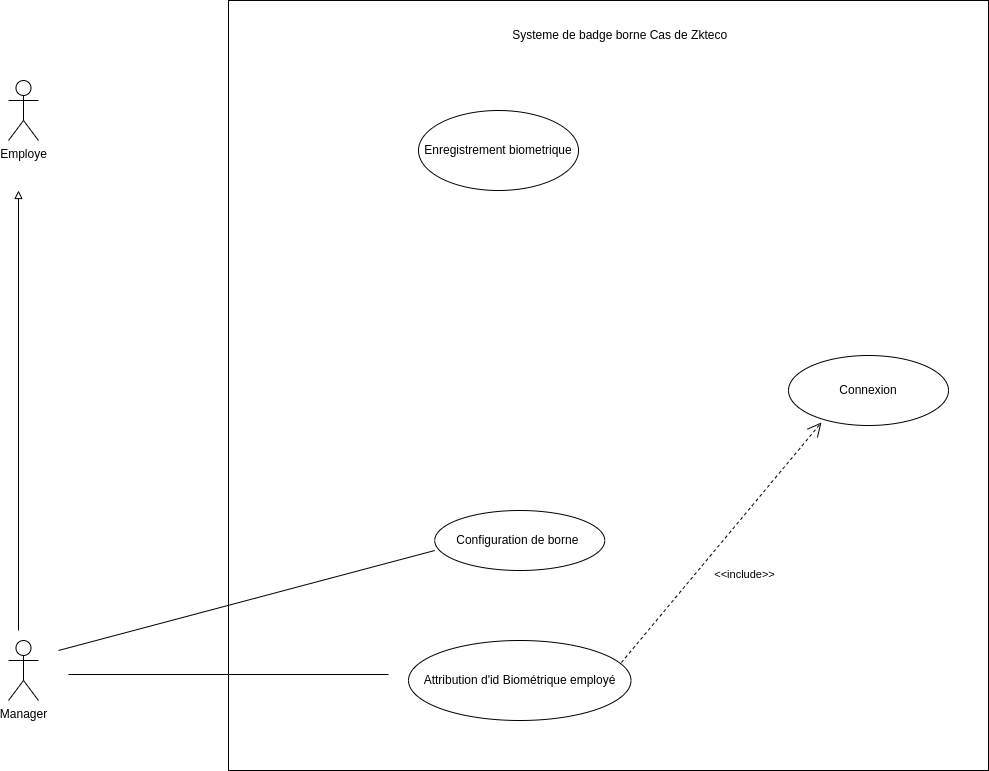 Systeme de badge borne Cas de Zkteco
Employe
Enregistrement biometrique
Connexion
Configuration de borne
<<include>>
Attribution d'id Biométrique employé
Manager